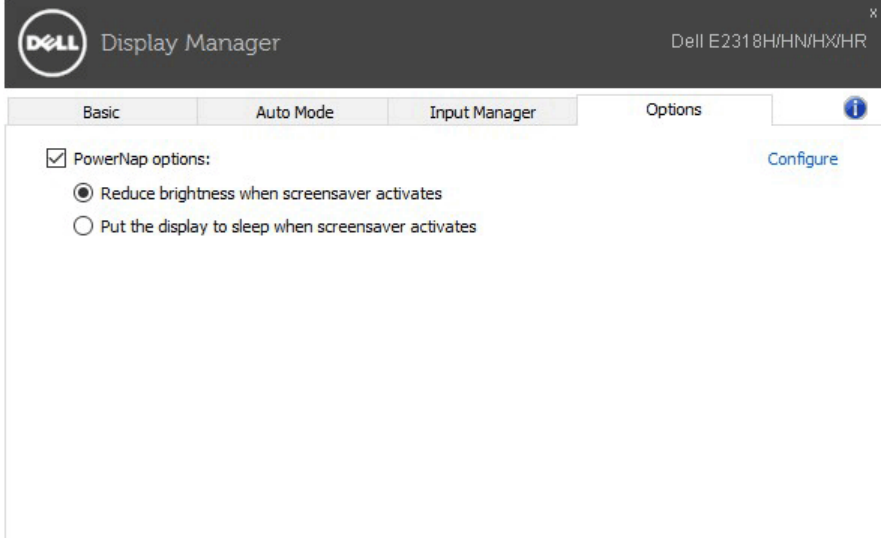 DELL Display Manager Dell E2318H/HN/HX/HR x
Basic Auto Mode Input Manager Options i
PowerNap options: Configure
Reduce brightness when screensaver activates
Put the display to sleep when screensaver activates